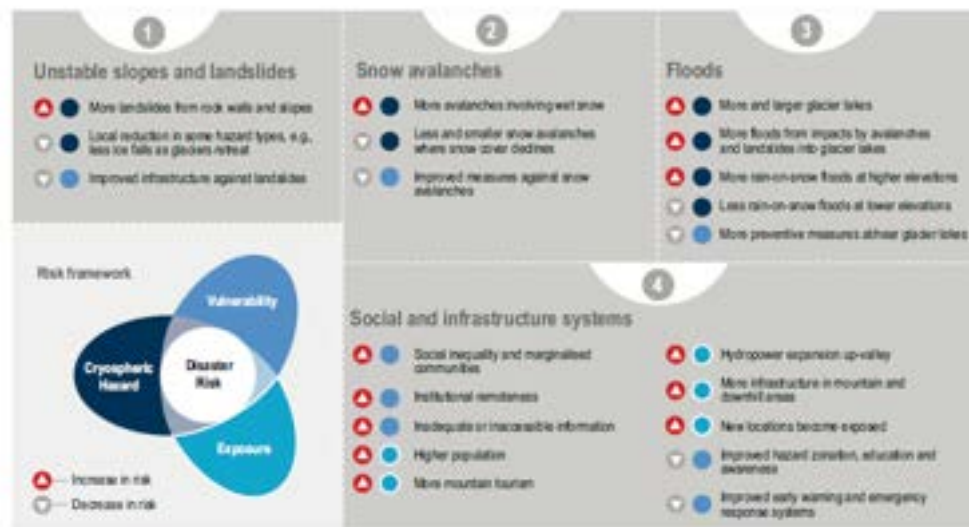 1
Unstable slopes and landslides
More landslides from rock walls and slopes
Local reduction in some hazard types, e.g.,
less ice falls as glaciers retreat
Improved infrastructure against landslides
2
Snow avalanches
More avalanches involving wet snow
Less and smaller snow avalanches
where snow cover declines
Improved measures against snow
avalanches
3
Floods
More and larger glacier lakes
More floods from impacts by avalanches
and landslides into glacier lakes
More rain-on-snow floods at higher elevations
Less rain-on-snow floods at lower elevations
More preventive measures at/near glacier lakes
Risk framework
Vulnerability
Cryospheric
Hazard
Disaster
Risk
Exposure
Increase in risk
Decrease in risk
4
Social and infrastructure systems
Social inequality and marginalised
communities
Institutional remoteness
Inadequate or inaccessible information
Higher population
More mountain tourism
Hydropower expansion up-valley
More infrastructure in mountain and
downhill areas
New locations become exposed
Improved hazard zonation, education and
awareness
Improved early warning and emergency
response systems